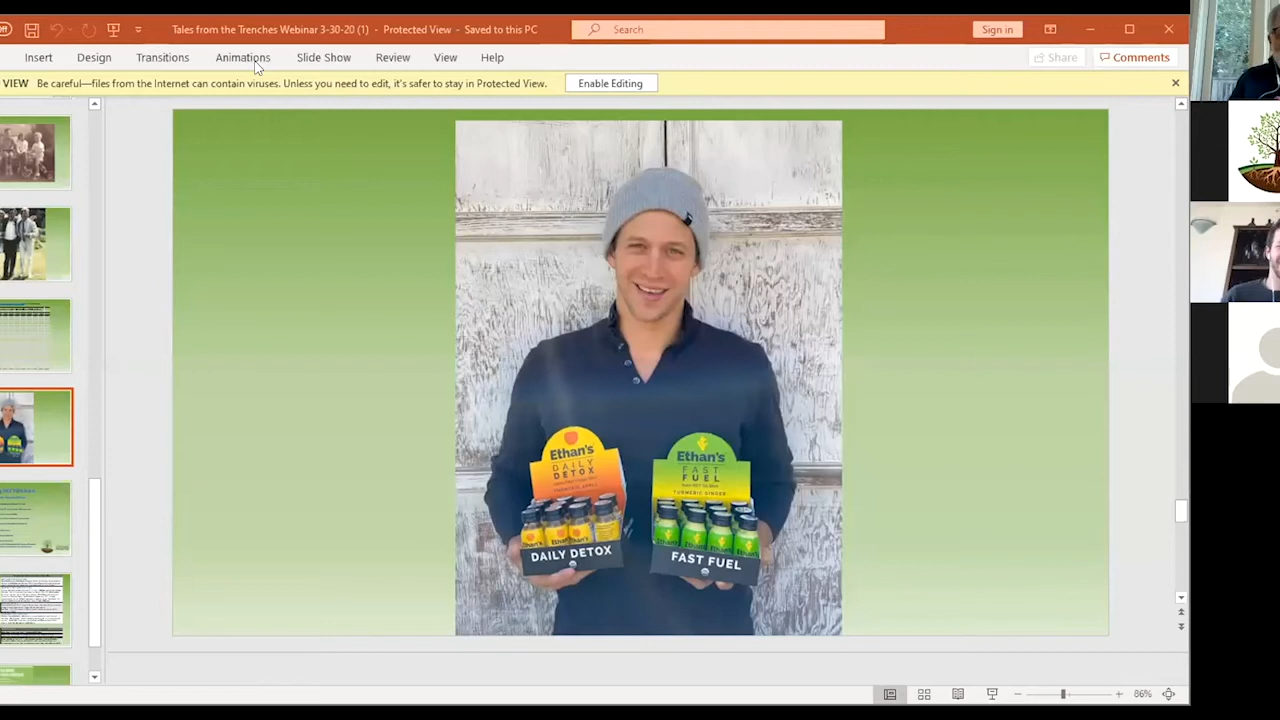 Tales from the Trenches Webinar 3-30-20 (1) - Protected View - Saved to this PC
Search
Sign in
Insert Design Transitions Animations Slide Show Review View Help
Share
Comments
VIEW Be careful—files from the Internet can contain viruses. Unless you need to edit, it's safer to stay in Protected View.
Enable Editing
Ethan's
DAILY
DETOX
Ethan's
FAST
FUEL
TURMERIC GINGER
DAILY DETOX
FAST FUEL
86%